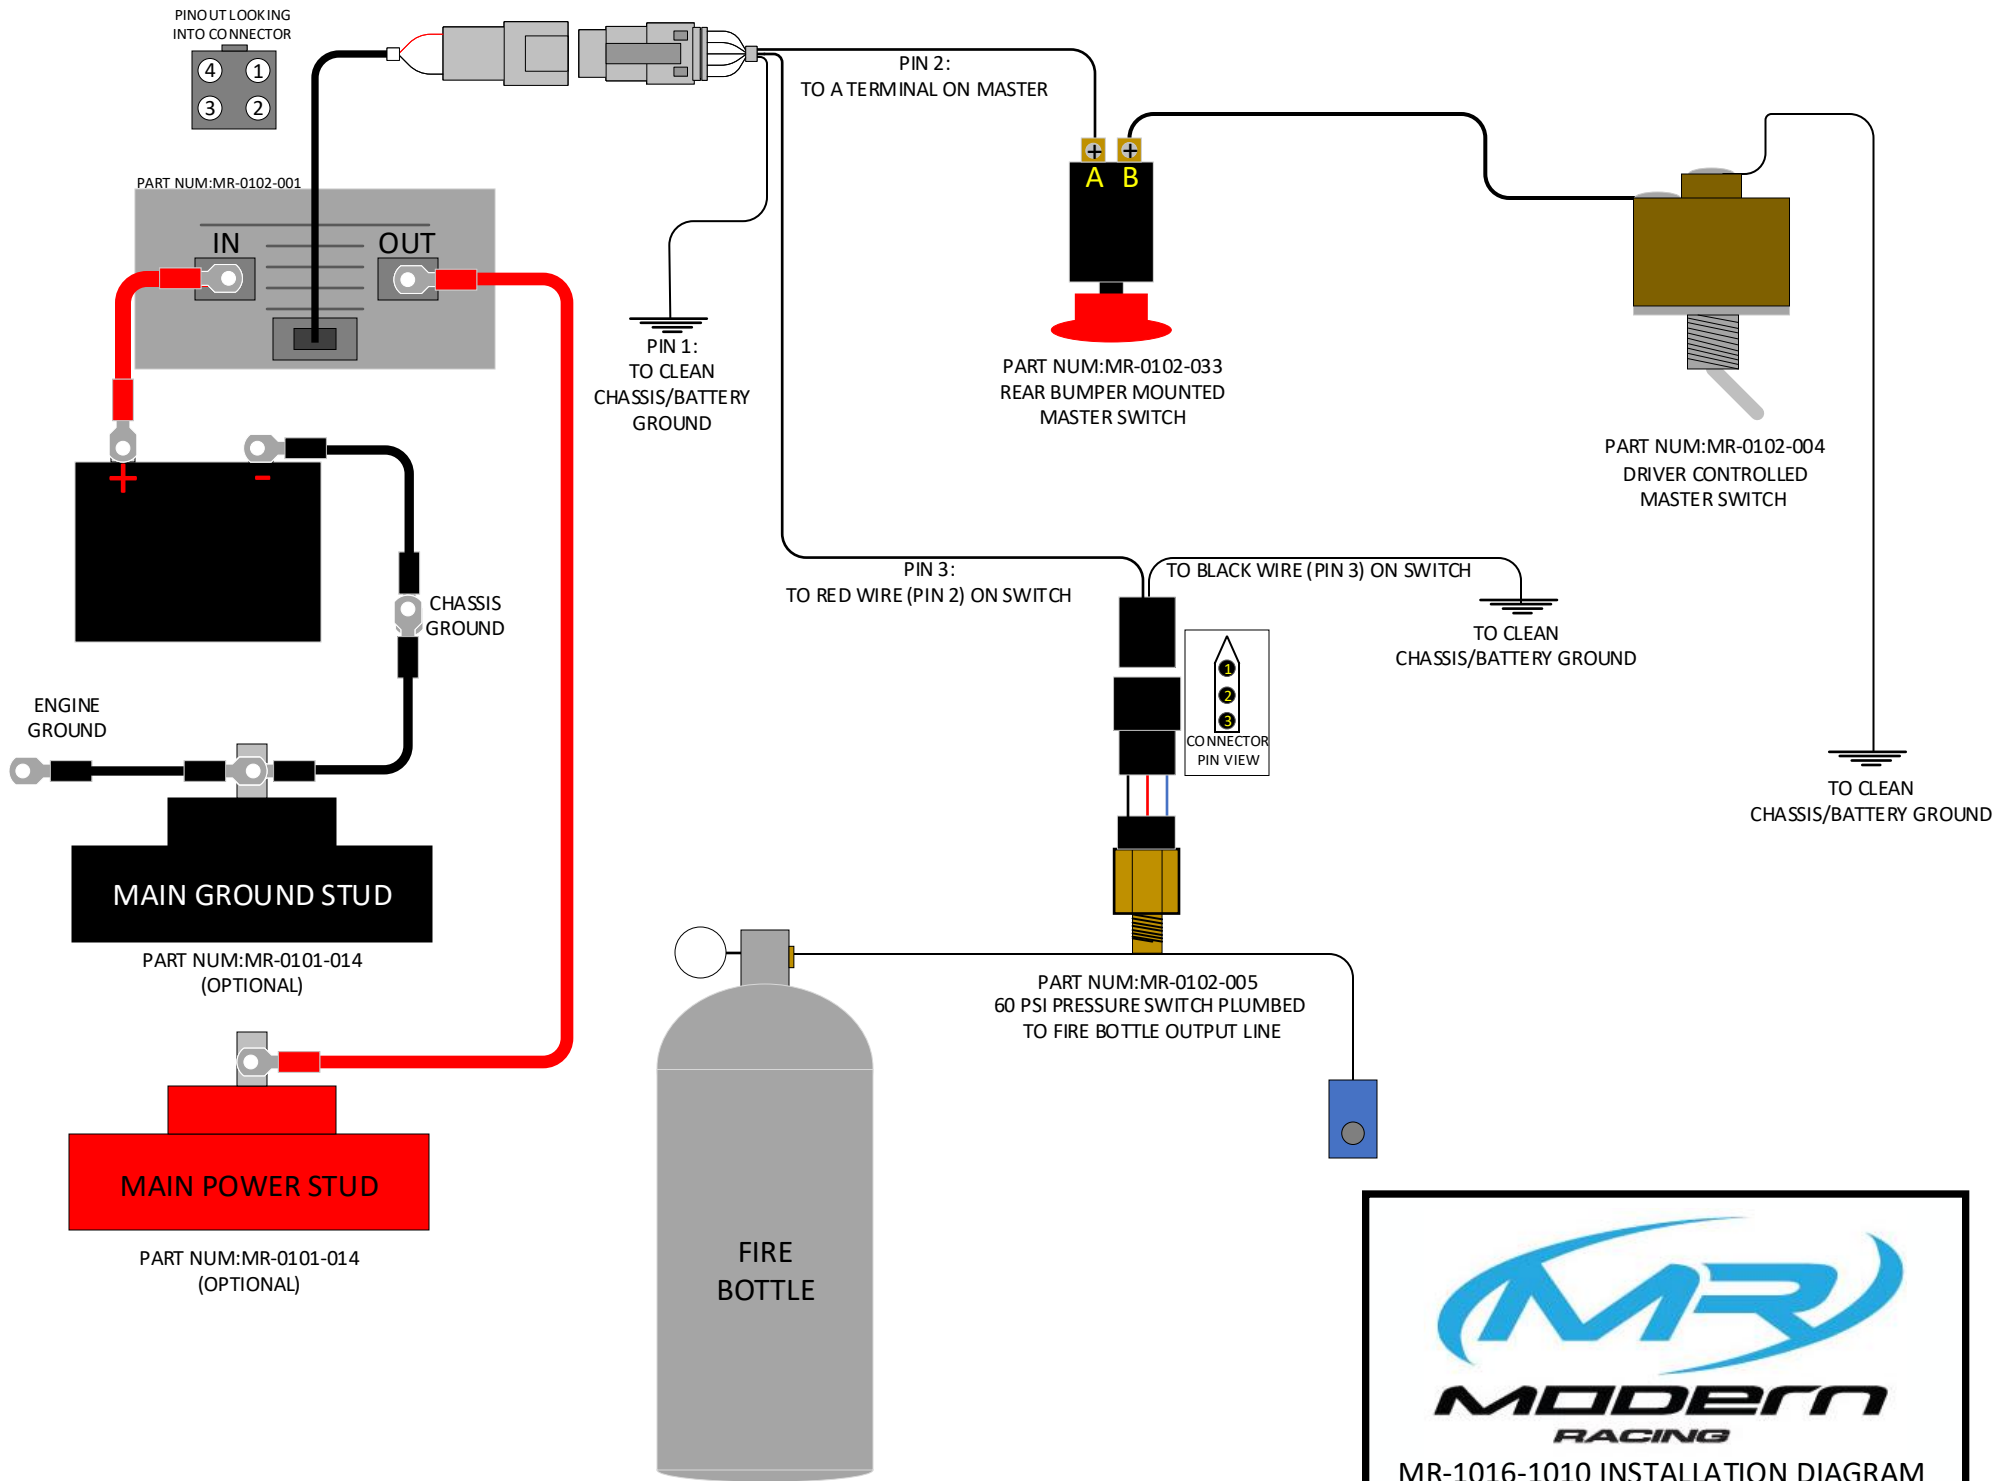 PINOUT LOOKING
INTO CONNECTOR
4 1
3 2
PART NUM:MR-0102-001
IN
OUT
+
-
CHASSIS
GROUND
ENGINE
GROUND
MAIN GROUND STUD
PART NUM:MR-0101-014
(OPTIONAL)
MAIN POWER STUD
PART NUM:MR-0101-014
(OPTIONAL)
PIN 1:
TO CLEAN
CHASSIS/BATTERY
GROUND
PIN 2:
TO A TERMINAL ON MASTER
A B
PART NUM:MR-0102-033
REAR BUMPER MOUNTED
MASTER SWITCH
PART NUM:MR-0102-004
DRIVER CONTROLLED
MASTER SWITCH
TO CLEAN
CHASSIS/BATTERY GROUND
PIN 3:
TO RED WIRE (PIN 2) ON SWITCH
TO BLACK WIRE (PIN 3) ON SWITCH
TO CLEAN
CHASSIS/BATTERY GROUND
1
2
3
CONNECTOR
PIN VIEW
PART NUM:MR-0102-005
60 PSI PRESSURE SWITCH PLUMBED
TO FIRE BOTTLE OUTPUT LINE
FIRE
BOTTLE
MR
MODERN
RACING
MR-1016-1010 INSTALLATION DIAGRAM